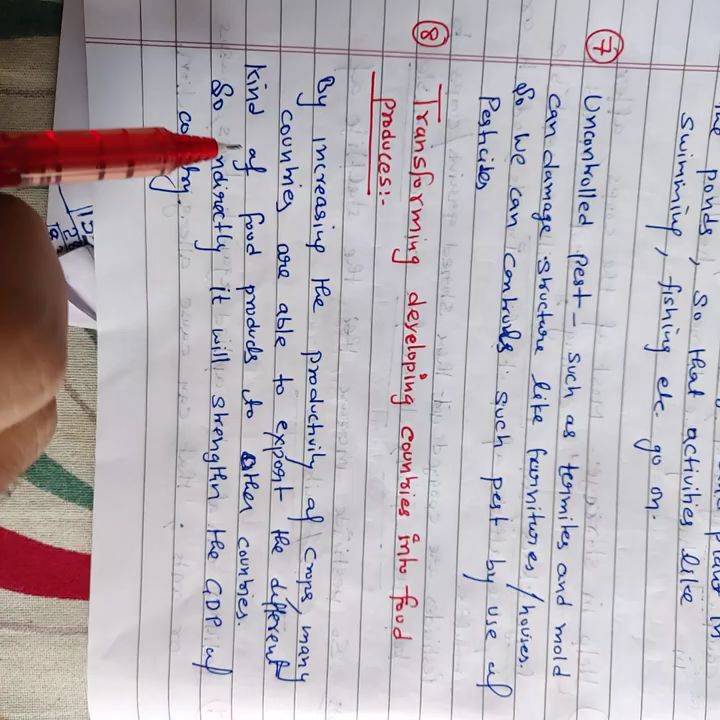 ponds, so that activities like
swimming, fishing etc. go on.
7 Uncontrolled pest - such as termites and mold
can damage structure like furnitures/houses.
So we can controls such pest by use of
Pesticides
8 Transforming developing countries into food
produces:-
By increasing the productivity of crops, many
countries are able to export the different
kind of food products to other countries.
So indirectly it will strengthn the GDP of